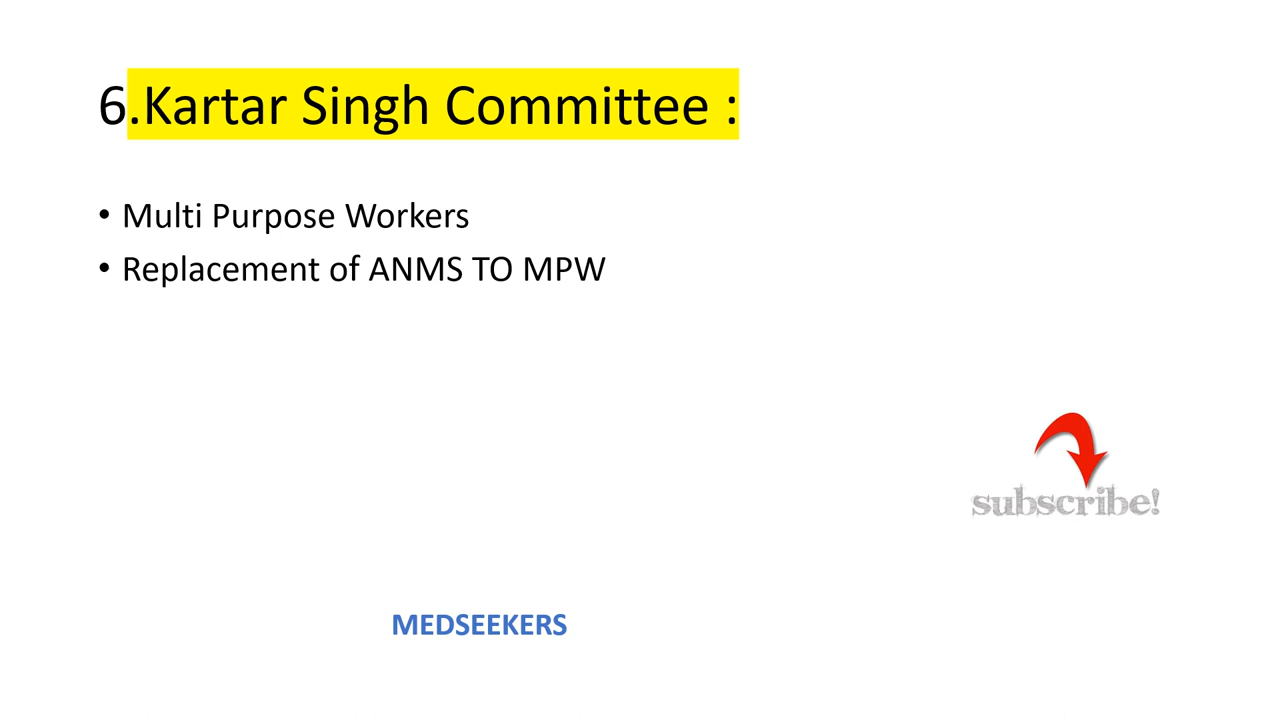 6.Kartar Singh Committee :
• Multi Purpose Workers
• Replacement of ANMS TO MPW
subscribe!
MEDSEEKERS